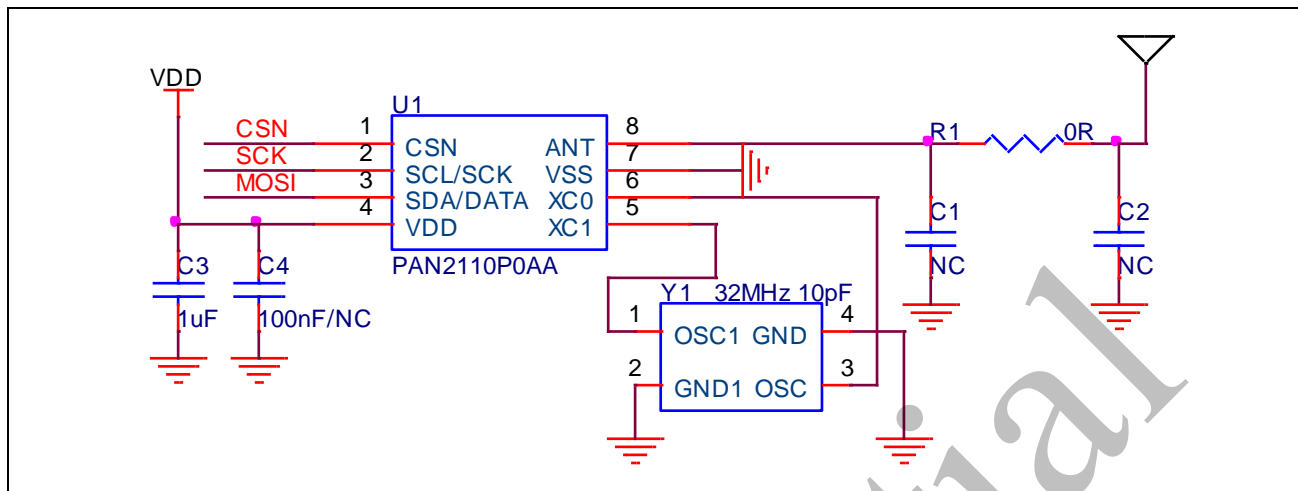 VDD
U1
R1 0R
CSN 1 CSN ANT 8
SCK 2 SCL/SCK VSS 7
MOSI 3 SDA/DATA XC0 6
4 VDD XC1 5
PAN2110P0AA
C1
NC
C2
NC
C3
1uF
C4
100nF/NC
Y1 32MHz 10pF
1 OSC1 GND 4
2 GND1 OSC 3